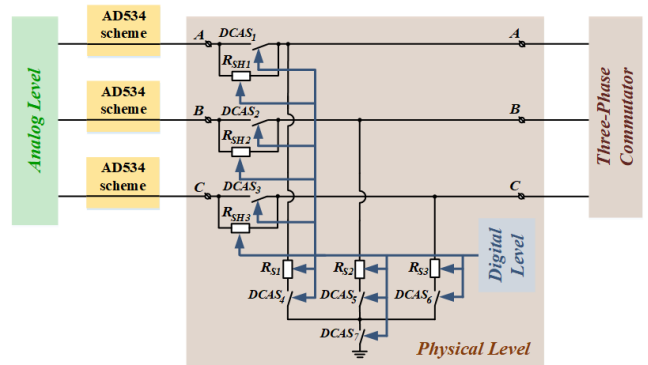 Analog Level
AD534
scheme
AD534
scheme
AD534
scheme
A
DCAS1
RSH1
A
B
DCAS2
RSH2
B
C
DCAS3
RSH3
C
RS1
RS2
RS3
DCAS4
DCAS5
DCAS6
DCAS7
Digital
Level
Physical Level
Three-Phase
Commutator